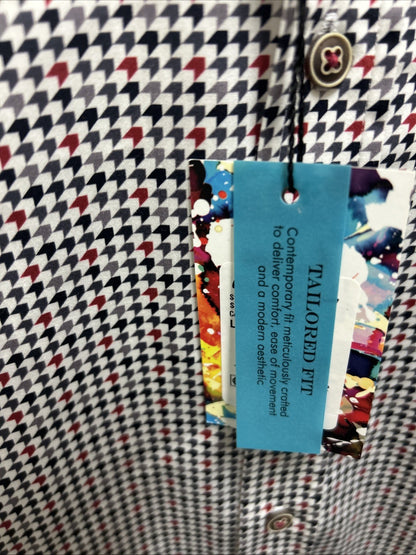 TAILORED FIT
Contemporary fit meticulously crafted
to deliver comfort, ease of movement
and a modern aesthetic